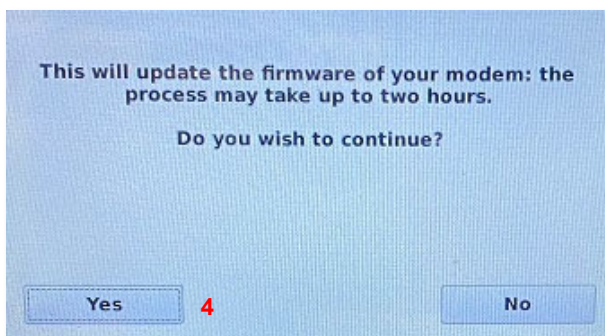 This will update the firmware of your modem: the
process may take up to two hours.
Do you wish to continue?
Yes 4 No